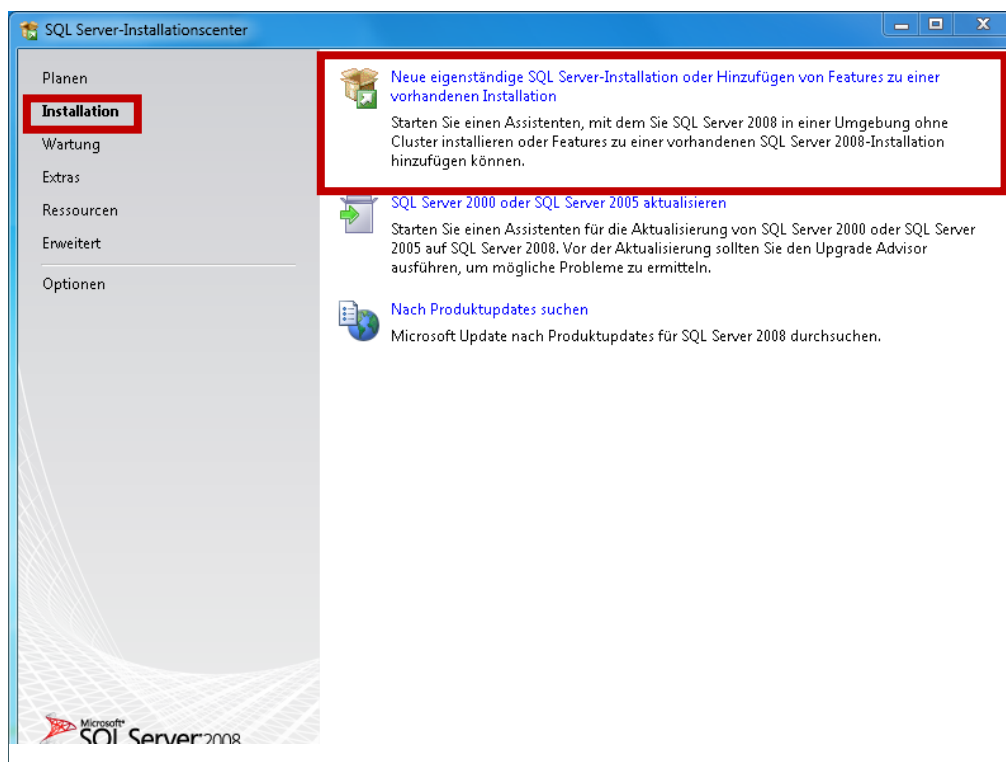 SQL Server-Installationscenter
Planen
Installation
Wartung
Extras
Ressourcen
Erweitert
Optionen
Neue eigenständige SQL Server-Installation oder Hinzufügen von Features zu einer
vorhandenen Installation
Starten Sie einen Assistenten, mit dem Sie SQL Server 2008 in einer Umgebung ohne
Cluster installieren oder Features zu einer vorhandenen SQL Server 2008-Installation
hinzufügen können.
SQL Server 2000 oder SQL Server 2005 aktualisieren
Starten Sie einen Assistenten für die Aktualisierung von SQL Server 2000 oder SQL Server
2005 auf SQL Server 2008. Vor der Aktualisierung sollten Sie den Upgrade Advisor
ausführen, um mögliche Probleme zu ermitteln.
Nach Produktupdates suchen
Microsoft Update nach Produktupdates für SQL Server 2008 durchsuchen.
Microsoft®
SQL Server 2008